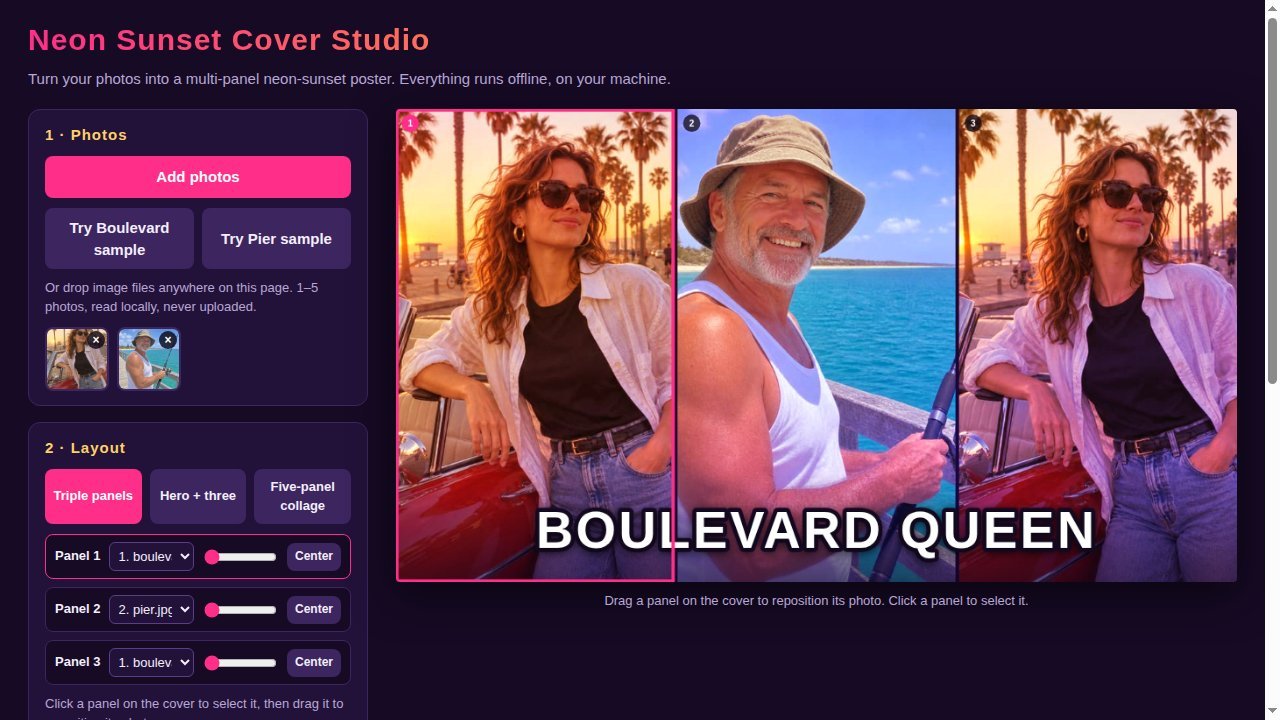 Neon Sunset Cover Studio
Turn your photos into a multi-panel neon-sunset poster. Everything runs offline, on your machine.
1 · Photos
Add photos
Try Boulevard
sample
Try Pier sample
Or drop image files anywhere on this page. 1–5
photos, read locally, never uploaded.
2 · Layout
Triple panels
Hero + three
Five-panel
collage
Panel 1
1. boulev
Center
Panel 2
2. pier.jpg
Center
Panel 3
1. boulev
Center
Click a panel on the cover to select it, then drag it to
1
2
3
BOULEVARD QUEEN
Drag a panel on the cover to reposition its photo. Click a panel to select it.